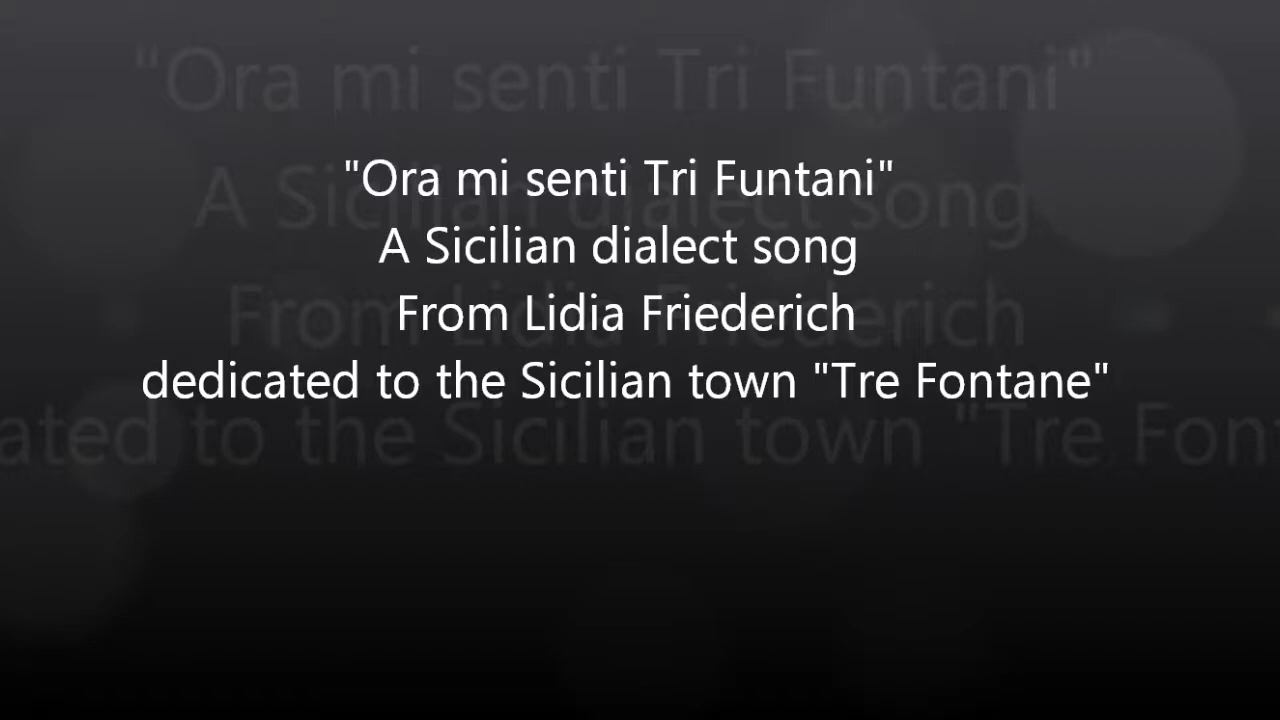 "Ora mi senti Tri Funtani"
A Sicilian dialect song
From Lidia Friederich
dedicated to the Sicilian town "Tre Fontane"